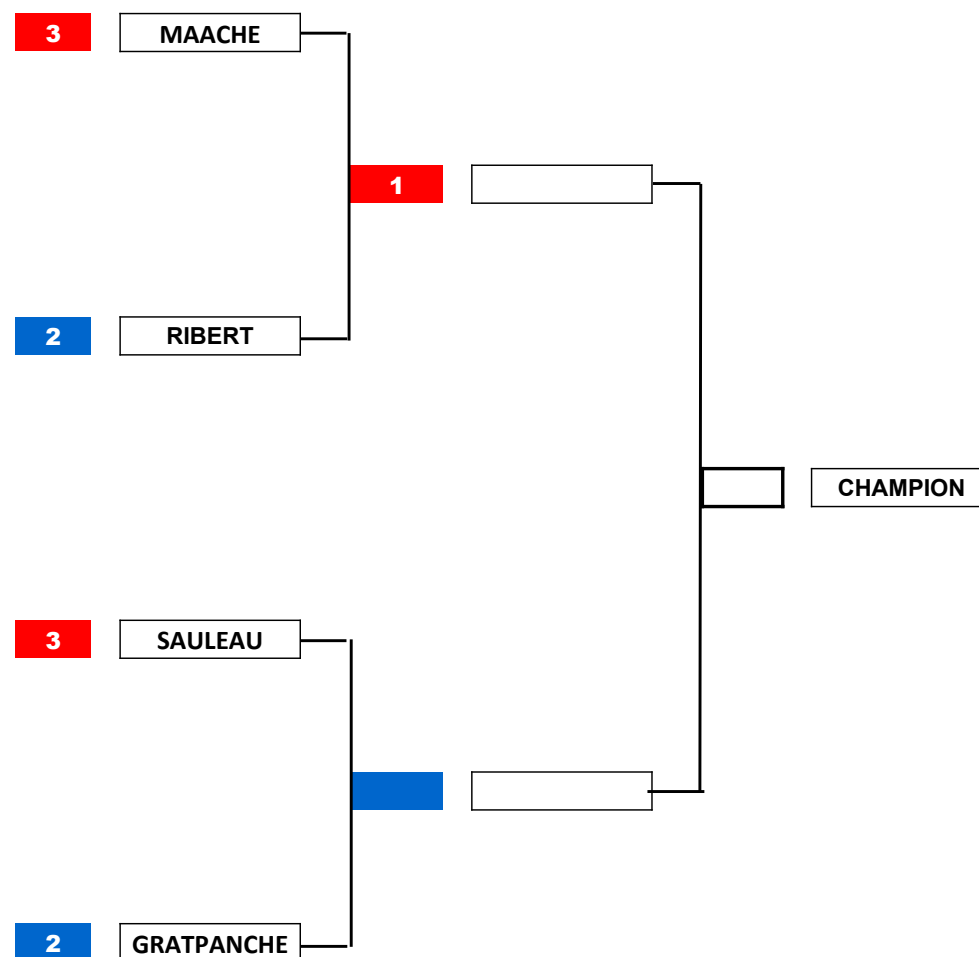 3 MAACHE
1
2 RIBERT
CHAMPION
3 SAULEAU
2 GRATPANCHE